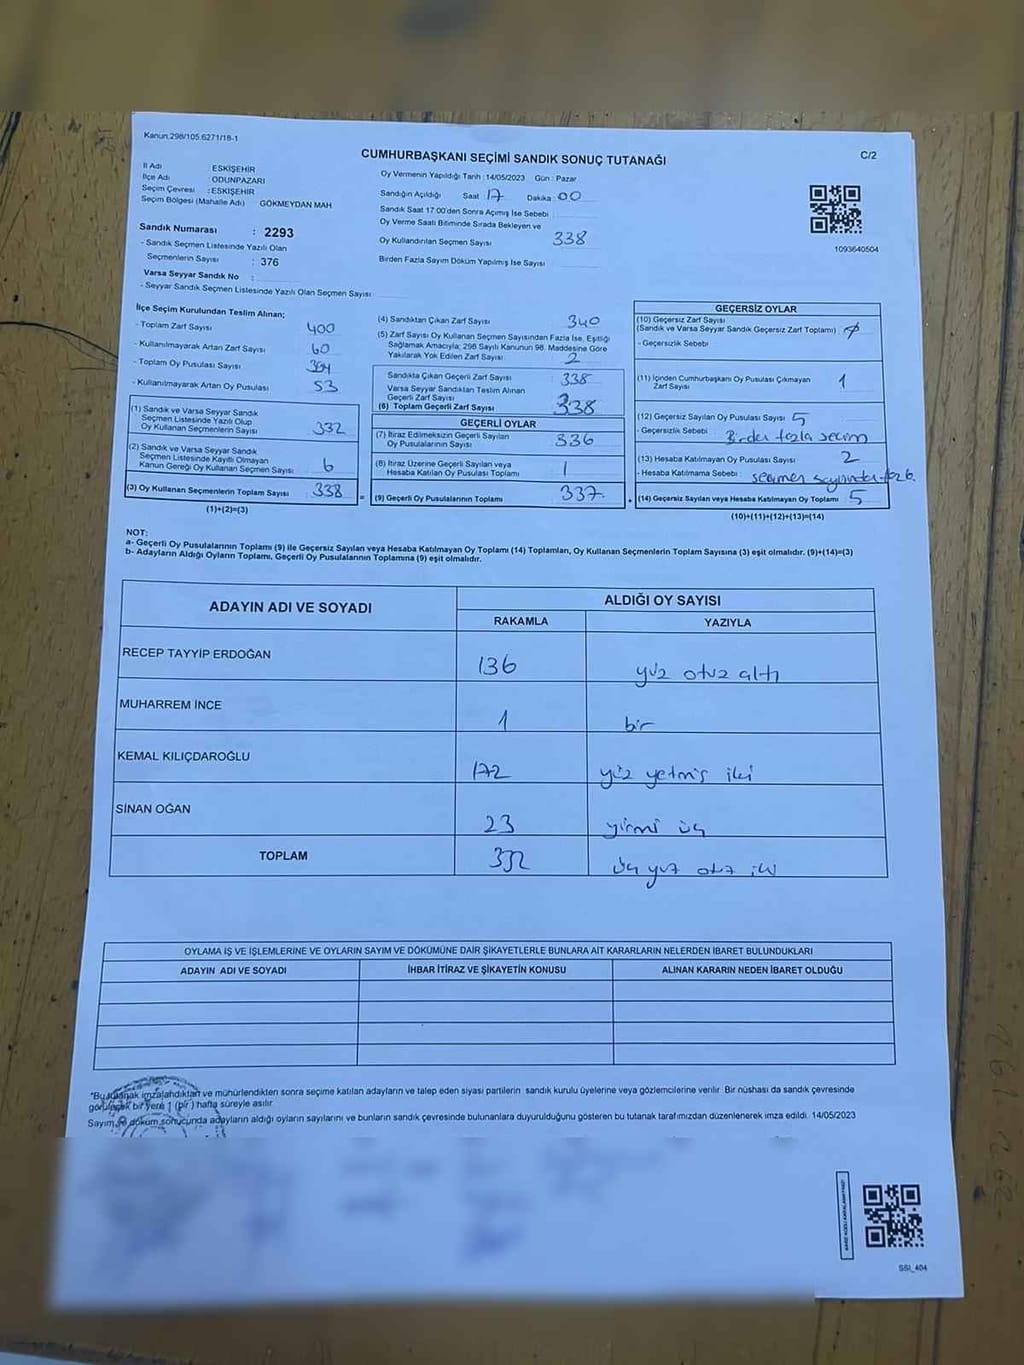 Kanun,298/105,6271/18-1
CUMHURBAŞKANI SEÇİMİ SANDIK SONUÇ TUTANAĞI
C/2
İl Adı ESKİŞEHİR
İlçe Adı ODUNPAZARI
Seçim Çevresi : ESKİŞEHİR
Seçim Bölgesi (Mahalle Adı) GÖKMEYDAN MAH.
Sandık Numarası : 2293
- Sandık Seçmen Listesinde Yazılı Olan
Seçmenlerin Sayısı : 376
Varsa Seyyar Sandık No :
- Seyyar Sandık Seçmen Listesinde Yazılı Olan Seçmen Sayısı
Oy Vermenin Yapıldığı Tarih : 14/05/2023 Gün : Pazar
Sandığın Açıldığı Saat 17 Dakika 00
Sandık Saat 17.00'den Sonra Açımış İse Sebebi
Oy Verme Saati Bitiminde Sırada Bekleyen ve
Oy Kullandırılan Seçmen Sayısı 338
Birden Fazla Sayım Döküm Yapılmış İse Sayısı
1093640504
İlçe Seçim Kurulundan Teslim Alınan;
- Toplam Zarf Sayısı 400
- Kullanılmayarak Artan Zarf Sayısı 60
- Toplam Oy Pusulası Sayısı
- Kullanılmayarak Artan Oy Pusulası 53
(1) Sandık ve Varsa Seyyar Sandık
Seçmen Listesinde Yazılı Olup
Oy Kullanan Seçmenlerin Sayısı 332
(2) Sandık ve Varsa Seyyar Sandık
Seçmen Listesinde Kayıtlı Olmayan
Kanun Gereği Oy Kullanan Seçmen Sayısı 6
(3) Oy Kullanan Seçmenlerin Toplam Sayısı 338 =
(1)+(2)=(3)
(4) Sandıktan Çıkan Zarf Sayısı 340
(5) Zarf Sayısı Oy Kullanan Seçmen Sayısından Fazla İse, Eşitliği
Sağlamak Amacıyla; 298 Sayılı Kanunun 98. Maddesine Göre
Yakılarak Yok Edilen Zarf Sayısı 2
Sandıkta Çıkan Geçerli Zarf Sayısı 338
Varsa Seyyar Sandıktan Teslim Alınan
Geçerli Zarf Sayısı
(6) Toplam Geçerli Zarf Sayısı 338
GEÇERLİ OYLAR
(7) İtiraz Edilmeksizin Geçerli Sayılan
Oy Pusulalarının Sayısı 336
(8) İtiraz Üzerine Geçerli Sayılan veya
Hesaba Katılan Oy Pusulası Toplamı 1
(9) Geçerli Oy Pusulalarının Toplamı 337 +
GEÇERSİZ OYLAR
(10) Geçersiz Zarf Sayısı
(Sandık ve Varsa Seyyar Sandık Geçersiz Zarf Toplamı)
- Geçersizlik Sebebi
(11) İçinden Cumhurbaşkanı Oy Pusulası Çıkmayan
Zarf Sayısı 1
(12) Geçersiz Sayılan Oy Pusulası Sayısı 5
- Geçersizlik Sebebi Birden fazla seçim
(13) Hesaba Katılmayan Oy Pusulası Sayısı 2
- Hesaba Katılmama Sebebi seçmen sayısından
(14) Geçersiz Sayılan veya Hesaba Katılmayan Oy Toplamı 5
(10)+(11)+(12)+(13)=(14)
NOT:
a- Geçerli Oy Pusulalarının Toplamı (9) ile Geçersiz Sayılan veya Hesaba Katılmayan Oy Toplamı (14) Toplamları, Oy Kullanan Seçmenlerin Toplam Sayısına (3) eşit olmalıdır. (9)+(14)=(3)
b- Adayların Aldığı Oyların Toplamı, Geçerli Oy Pusulalarının Toplamına (9) eşit olmalıdır.
ADAYIN ADI VE SOYADI ALDIĞI OY SAYISI
RAKAMLA YAZIYLA
RECEP TAYYİP ERDOĞAN 136 yüz otuz altı
MUHARREM İNCE 1 bir
KEMAL KILIÇDAROĞLU 172 yüz yetmiş iki
SİNAN OĞAN 23 yirmi üç
TOPLAM 332 üç yüz otuz iki
OYLAMA İŞ VE İŞLEMLERİNE VE OYLARIN SAYIM VE DÖKÜMÜNE DAİR ŞİKAYETLERLE BUNLARA AİT KARARLARIN NELERDEN İBARET BULUNDUKLARI
ADAYIN ADI VE SOYADI İHBAR İTİRAZ VE ŞİKAYETİN KONUSU ALINAN KARARIN NEDEN İBARET OLDUĞU
"Bu tutanak imzalandıktan ve mühürlendikten sonra seçime katılan adayların ve talep eden siyasi partilerin sandık kurulu üyelerine veya gözlemcilerine verilir. Bir nüshası da sandık çevresinde
görülecek bir yere 1 (bir) hafta süreyle asılır.
Sayım ve döküm sonucunda adayların aldığı oyların sayılarını ve bunların sandık çevresinde bulunanlara duyurulduğunu gösteren bu tutanak tarafımızdan düzenlenerek imza edildi. 14/05/2023
SSI_404